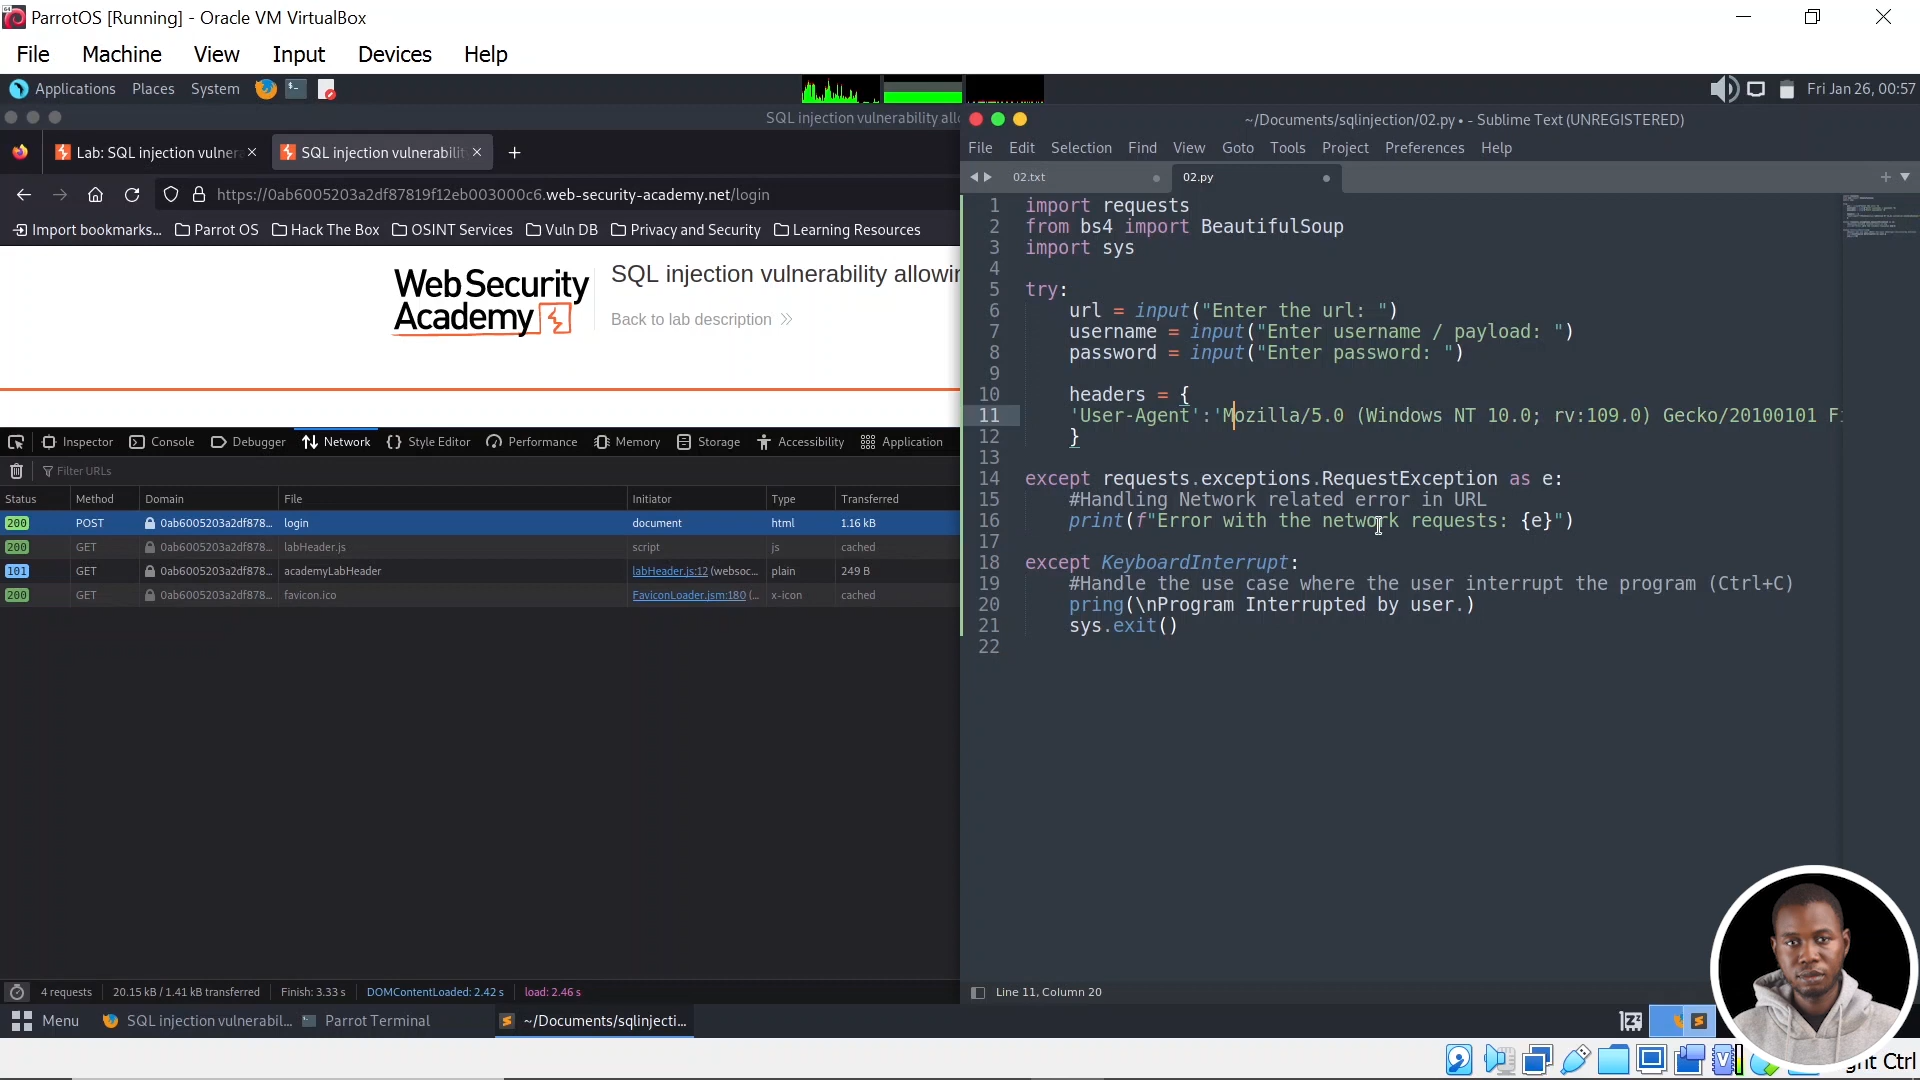 ParrotOS [Running] - Oracle VM VirtualBox
File Machine View Input Devices Help
Applications Places System
Fri Jan 26, 00:57
SQL injection vulnerability all
Lab: SQL injection vulner
SQL injection vulnerabilit
https://0ab6005203a2df87819f12eb003000c6.web-security-academy.net/login
Import bookmarks... Parrot OS Hack The Box OSINT Services Vuln DB Privacy and Security Learning Resources
Web Security
Academy
SQL injection vulnerability allowin
Back to lab description
Inspector Console Debugger Network Style Editor Performance Memory Storage Accessibility Application
Filter URLs
Status Method Domain File Initiator Type Transferred
200 POST 0ab6005203a2df878... login document html 1.16 kB
200 GET 0ab6005203a2df878... labHeader.js script js cached
101 GET 0ab6005203a2df878... academyLabHeader labHeader.js:12 (websoc... plain 249 B
200 GET 0ab6005203a2df878... favicon.ico FaviconLoader.jsm:180 (... x-icon cached
4 requests 20.15 kB / 1.41 kB transferred Finish: 3.33 s DOMContentLoaded: 2.42 s load: 2.46 s
~/Documents/sqlinjection/02.py • - Sublime Text (UNREGISTERED)
File Edit Selection Find View Goto Tools Project Preferences Help
02.txt
02.py
1 import requests
2 from bs4 import BeautifulSoup
3 import sys
4
5 try:
6 url = input("Enter the url: ")
7 username = input("Enter username / payload: ")
8 password = input("Enter password: ")
9
10 headers = {
11 'User-Agent':'Mozilla/5.0 (Windows NT 10.0; rv:109.0) Gecko/20100101 F
12 }
13
14 except requests.exceptions.RequestException as e:
15 #Handling Network related error in URL
16 print(f"Error with the network requests: {e}")
17
18 except KeyboardInterrupt:
19 #Handle the use case where the user interrupt the program (Ctrl+C)
20 pring(\nProgram Interrupted by user.)
21 sys.exit()
22
Line 11, Column 20
Menu SQL injection vulnerabil... Parrot Terminal ~/Documents/sqlinjecti...
ght Ctrl